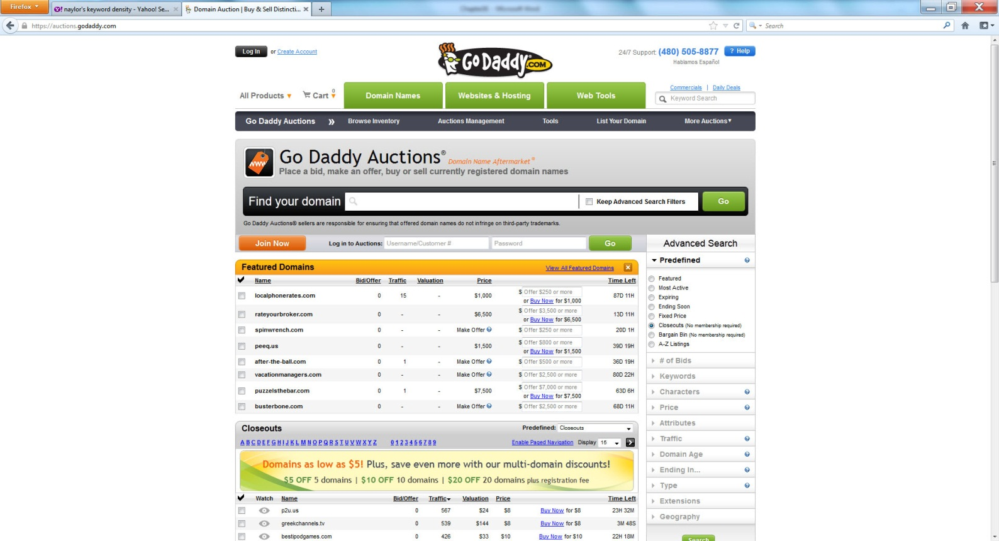 Firefox
naylor's keyword density - Yahoo! Se...
Domain Auction | Buy & Sell Distincti...
https://auctions.godaddy.com
Search
Log In or Create Account
Go Daddy.COM
24/7 Support: (480) 505-8877 ? Help
Hablamos Español
All Products Cart 0 Domain Names Websites & Hosting Web Tools
Commercials | Daily Deals
Keyword Search
Go Daddy Auctions » Browse Inventory Auctions Management Tools List Your Domain More Auctions
www
Go Daddy Auctions® Domain Name Aftermarket®
Place a bid, make an offer, buy or sell currently registered domain names
Find your domain Keep Advanced Search Filters Go
Go Daddy Auctions® sellers are responsible for ensuring that offered domain names do not infringe on third-party trademarks.
Join Now Log in to Auctions: Username/Customer # Password Go
Featured Domains View All Featured Domains
Name Bid/Offer Traffic Valuation Price Time Left
localphonerates.com 0 15 - $1,000 $ Offer $250 or more or Buy Now for $1,000 87D 11H
rateyourbroker.com 0 - - $6,500 $ Offer $3,500 or more or Buy Now for $6,500 13D 11H
spinwrench.com 0 - - Make Offer $ Offer $250 or more 20D 1H
peeq.us 0 - - $1,500 $ Offer $800 or more or Buy Now for $1,500 39D 19H
after-the-ball.com 0 1 - Make Offer $ Offer $500 or more 36D 19H
vacationmanagers.com 0 - - Make Offer $ Offer $2,500 or more 80D 22H
puzzelsthebar.com 0 1 - $7,500 $ Offer $7,000 or more or Buy Now for $7,500 63D 6H
busterbone.com 0 - - Make Offer $ Offer $2,500 or more 68D 11H
Closeouts Predefined: Closeouts
A B C D E F G H I J K L M N O P Q R S T U V W X Y Z 0 1 2 3 4 5 6 7 8 9 Enable Paged Navigation Display 15
Domains as low as $5! Plus, save even more with our multi-domain discounts!
$5 OFF 5 domains | $10 OFF 10 domains | $20 OFF 20 domains plus registration fee
Watch Name Bid/Offer Traffic Valuation Price Time Left
p2u.us 0 567 $24 $8 Buy Now for $8 23H 32M
greekchannels.tv 0 539 $144 $8 Buy Now for $8 3M 48S
bestipodgames.com 0 426 $33 $10 Buy Now for $10 22H 18M
Advanced Search
Predefined
Featured
Most Active
Expiring
Ending Soon
Fixed Price
Closeouts (No membership required)
Bargain Bin (No membership required)
A-Z Listings
# of Bids
Keywords
Characters
Price
Attributes
Traffic
Domain Age
Ending In...
Type
Extensions
Geography
Search